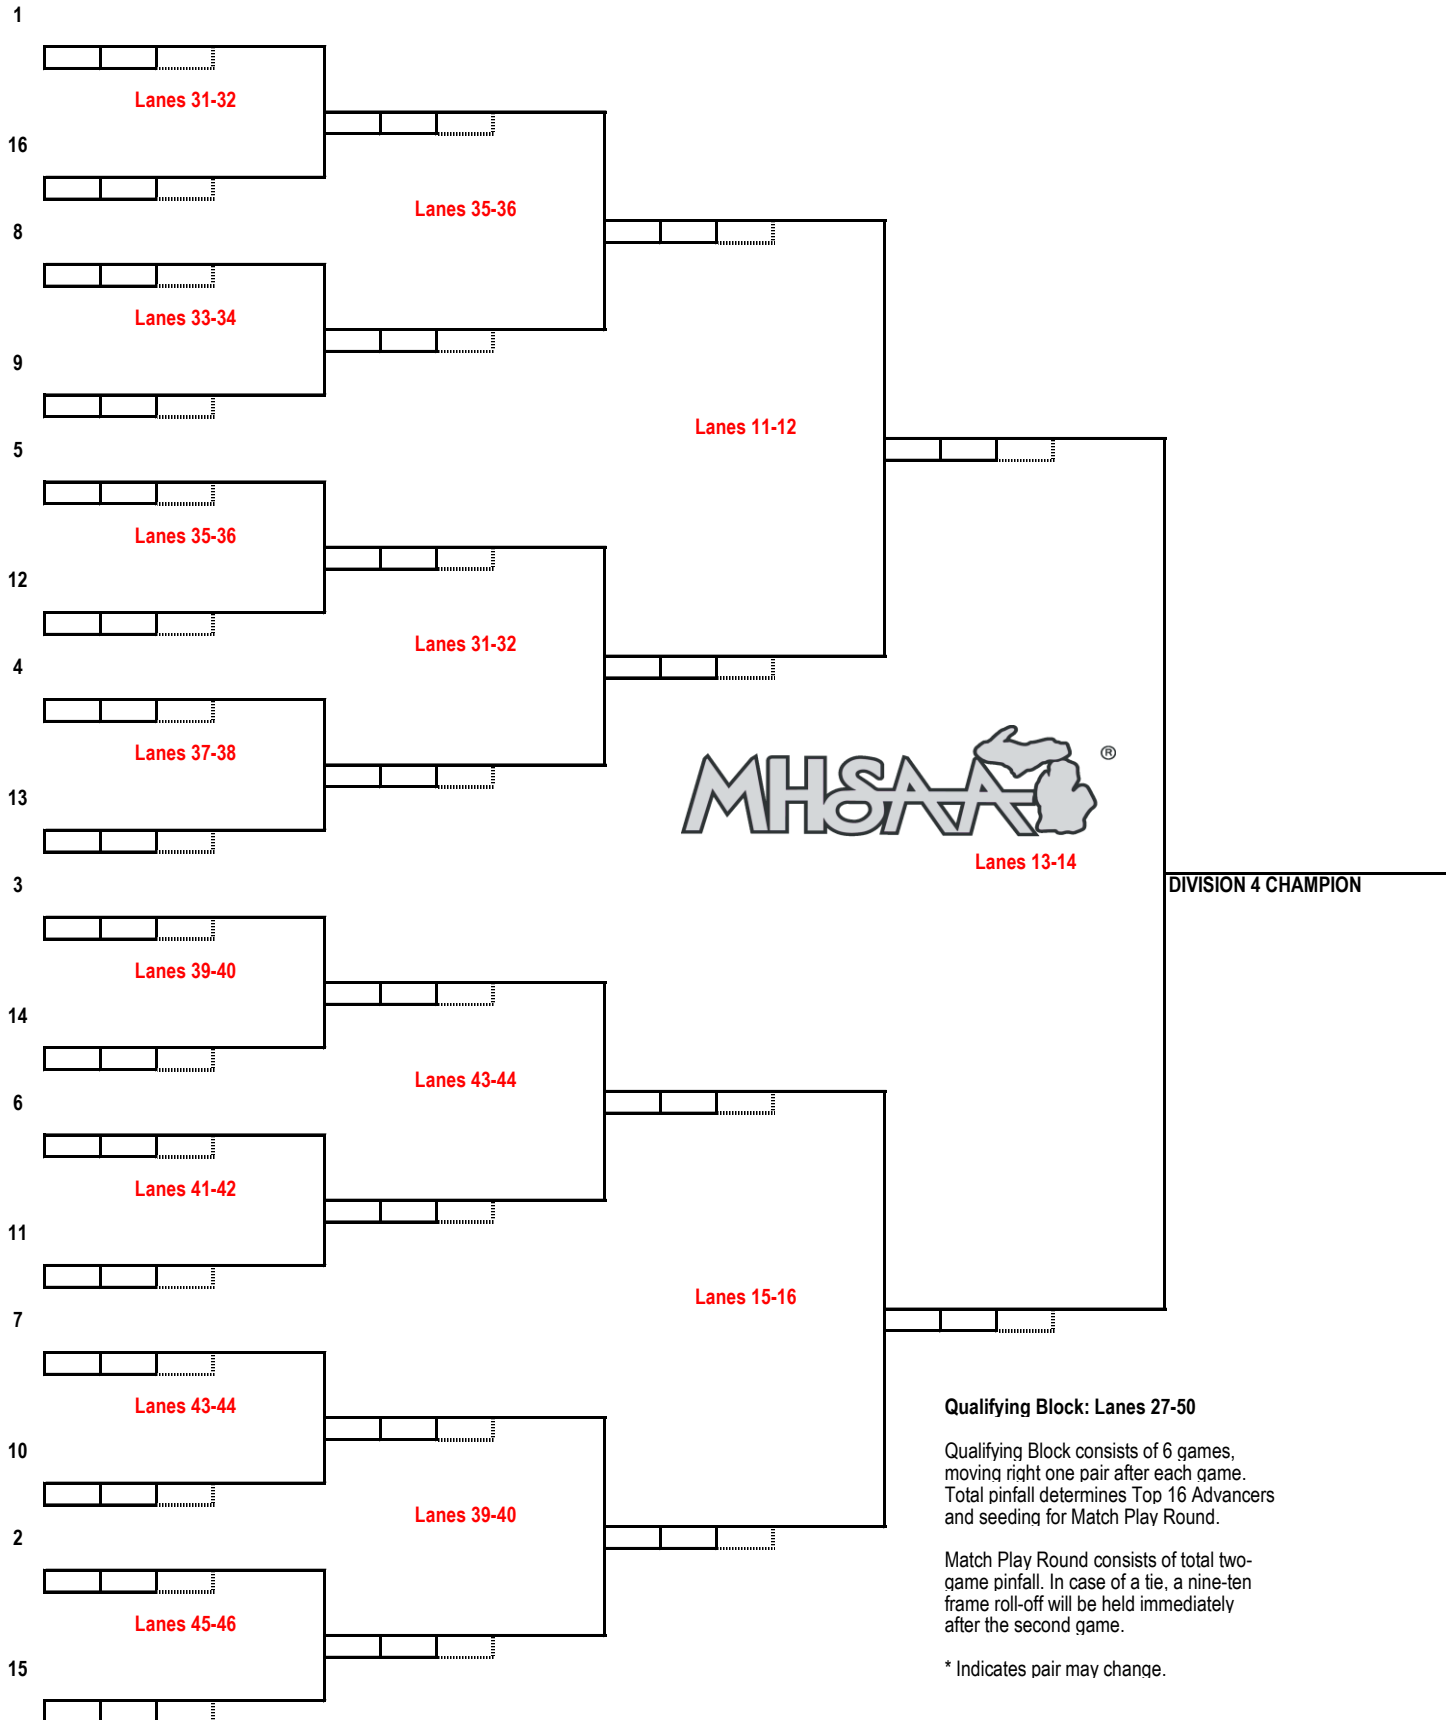 1
Lanes 31-32
16
Lanes 35-36
8
Lanes 33-34
9
Lanes 11-12
5
Lanes 35-36
12
Lanes 31-32
4
Lanes 37-38
13
MHSAA®
Lanes 13-14
DIVISION 4 CHAMPION
3
Lanes 39-40
14
Lanes 43-44
6
Lanes 41-42
11
Lanes 15-16
7
Lanes 43-44
10
Lanes 39-40
2
Lanes 45-46
15
Qualifying Block: Lanes 27-50
Qualifying Block consists of 6 games,
moving right one pair after each game.
Total pinfall determines Top 16 Advancers
and seeding for Match Play Round.
Match Play Round consists of total two-
game pinfall. In case of a tie, a nine-ten
frame roll-off will be held immediately
after the second game.
* Indicates pair may change.